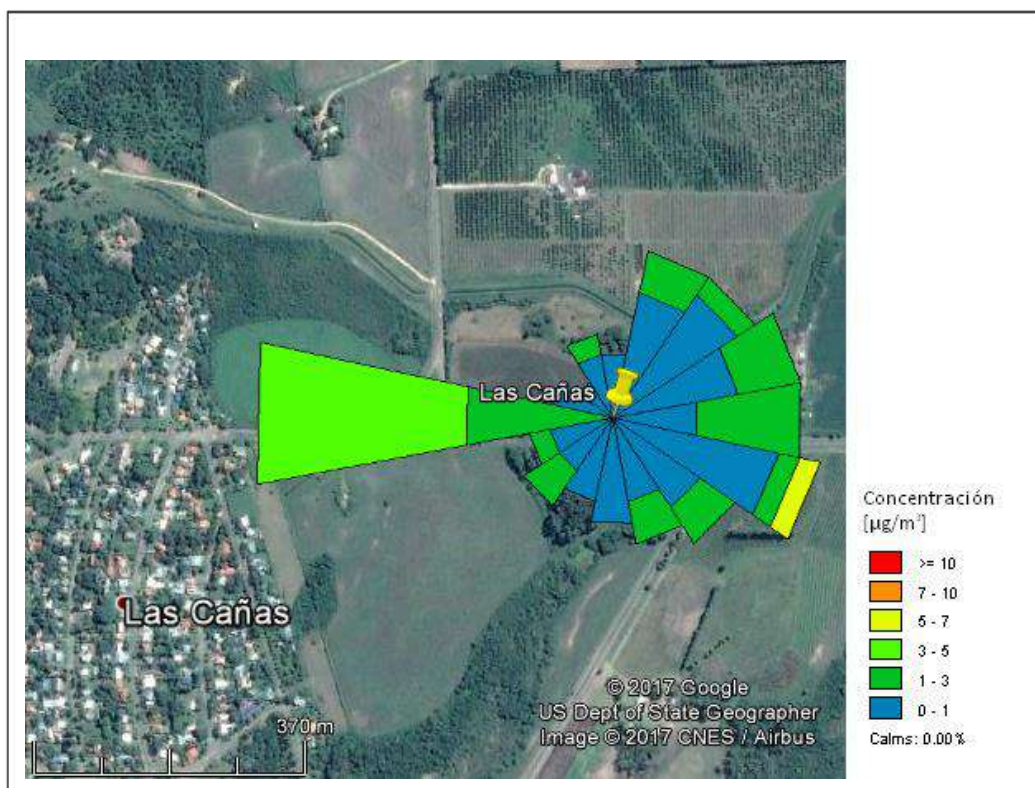 Las Cañas
Las Cañas
370 m
© 2017 Google
US Dept of State Geographer
Image © 2017 CNES / Airbus
Concentración
[µg/m³]
>= 10
7 - 10
5 - 7
3 - 5
1 - 3
0 - 1
Calms: 0.00%